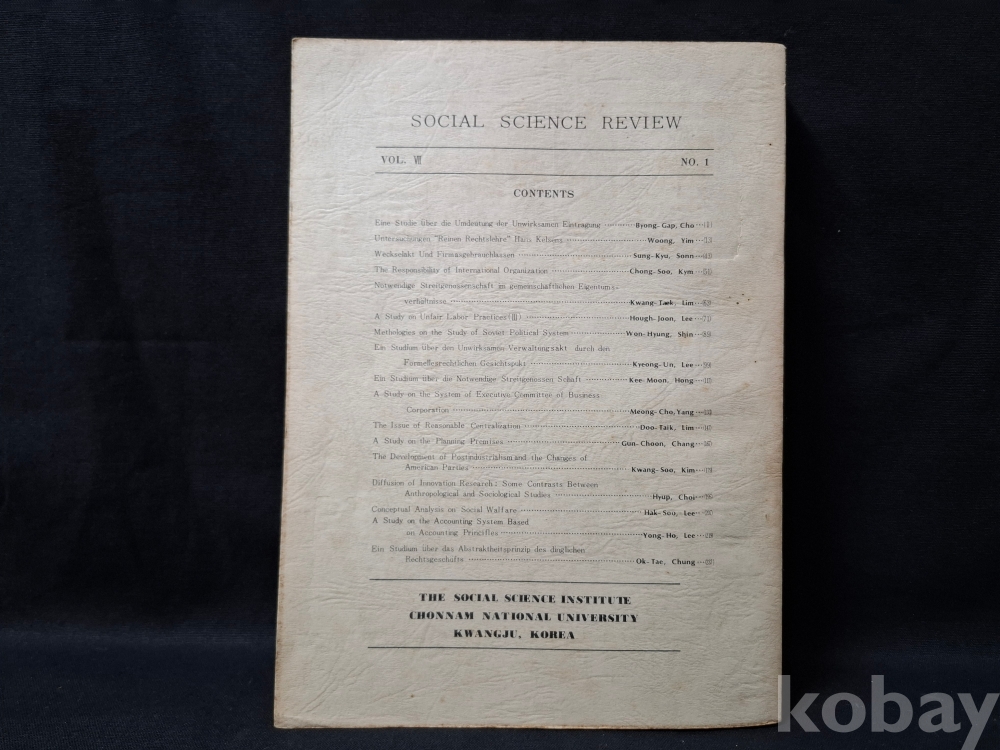 SOCIAL SCIENCE REVIEW
VOL. Ⅶ NO. 1
CONTENTS
Eine Studie über die Umdeutung der Unwirksamen Eintragung Byong-Gap, Cho
Untersuchungen "Reinen Rechtslehre" Hans Kelsens Woong, Yim
Weckselakt Und Firmasgebrauchlassen Sung-Kyu, Sonn
The Responsibility of International Organization Chong-Soo, Kym
Notwendige Streitgenossenschaft im gemeinschaftlichen Eigentums-
verhältnisse Kwang-Taek, Lim
A Study on Unfair Labor Practices(Ⅲ) Hough-Joon, Lee
Methologies on the Study of Soviet Political System Won-Hyung, Shin
Ein Studium über den Unwirksamen Verwaltungsakt durch den
Formellesrechtlichen Gesichtspukt Kyeong-Un, Lee
Ein Studium über die Notwendige Streitgenossen Schaft Kee-Moon, Hong
A Study on the System of Executive Committee of Business
Corporation Meong-Cho, Yang
The Issue of Reasonable Centralization Doo-Taik, Lim
A Study on the Planning Premises Gun-Choon, Chang
The Development of Postindustrialism and the Changes of
American Parties Kwang-Soo, Kim
Diffusion of Innovation Research: Some Contrasts Between
Anthropological and Sociological Studies Hyup, Choi
Conceptual Analysis on Social Walfare Hak-Soo, Lee
A Study on the Accounting System Based
on Accounting Principles Yong-Ho, Lee
Ein Studium über das Abstraktheitsprinzip des dinglichen
Rechtsgeschafts Ok-Tae, Chung
THE SOCIAL SCIENCE INSTITUTE
CHONNAM NATIONAL UNIVERSITY
KWANGJU, KOREA
kobay